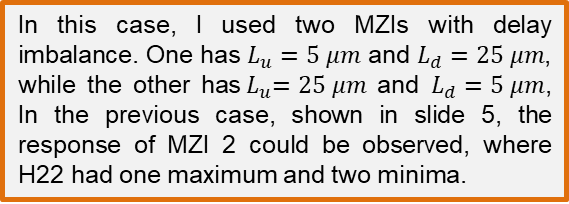 In this case, I used two MZIs with delay
imbalance. One has Lᵤ = 5 μm and L_d = 25 μm,
while the other has Lᵤ= 25 μm and L_d = 5 μm,
In the previous case, shown in slide 5, the
response of MZI 2 could be observed, where
H22 had one maximum and two minima.